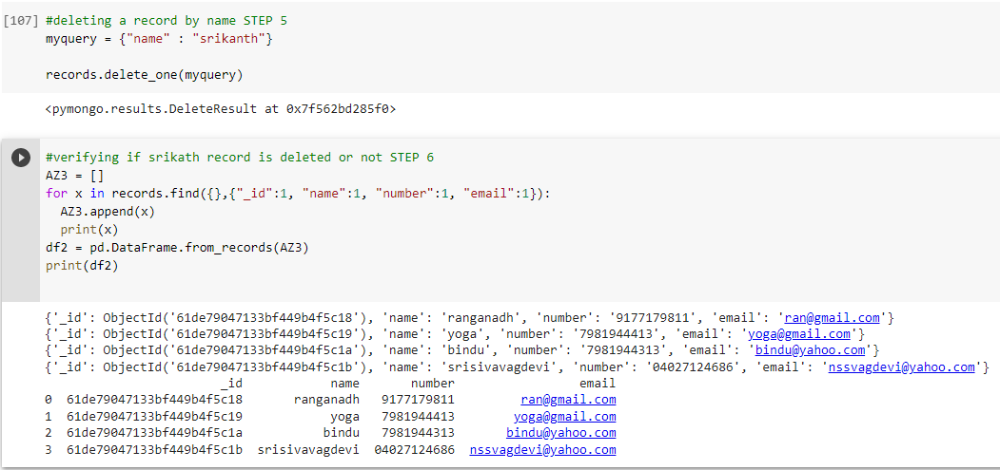 [107] #deleting a record by name STEP 5
myquery = {"name" : "srikanth"}
records.delete_one(myquery)
<pymongo.results.DeleteResult at 0x7f562bd285f0>
#verifying if srikath record is deleted or not STEP 6
AZ3 = []
for x in records.find({},{"_id":1, "name":1, "number":1, "email":1}):
  AZ3.append(x)
  print(x)
df2 = pd.DataFrame.from_records(AZ3)
print(df2)
{'_id': ObjectId('61de79047133bf449b4f5c18'), 'name': 'ranganadh', 'number': '9177179811', 'email': 'ran@gmail.com'}
{'_id': ObjectId('61de79047133bf449b4f5c19'), 'name': 'yoga', 'number': '7981944413', 'email': 'yoga@gmail.com'}
{'_id': ObjectId('61de79047133bf449b4f5c1a'), 'name': 'bindu', 'number': '7981944313', 'email': 'bindu@yahoo.com'}
{'_id': ObjectId('61de79047133bf449b4f5c1b'), 'name': 'srisivavagdevi', 'number': '04027124686', 'email': 'nssvagdevi@yahoo.com'}
_id name number email
0 61de79047133bf449b4f5c18 ranganadh 9177179811 ran@gmail.com
1 61de79047133bf449b4f5c19 yoga 7981944413 yoga@gmail.com
2 61de79047133bf449b4f5c1a bindu 7981944313 bindu@yahoo.com
3 61de79047133bf449b4f5c1b srisivavagdevi 04027124686 nssvagdevi@yahoo.com